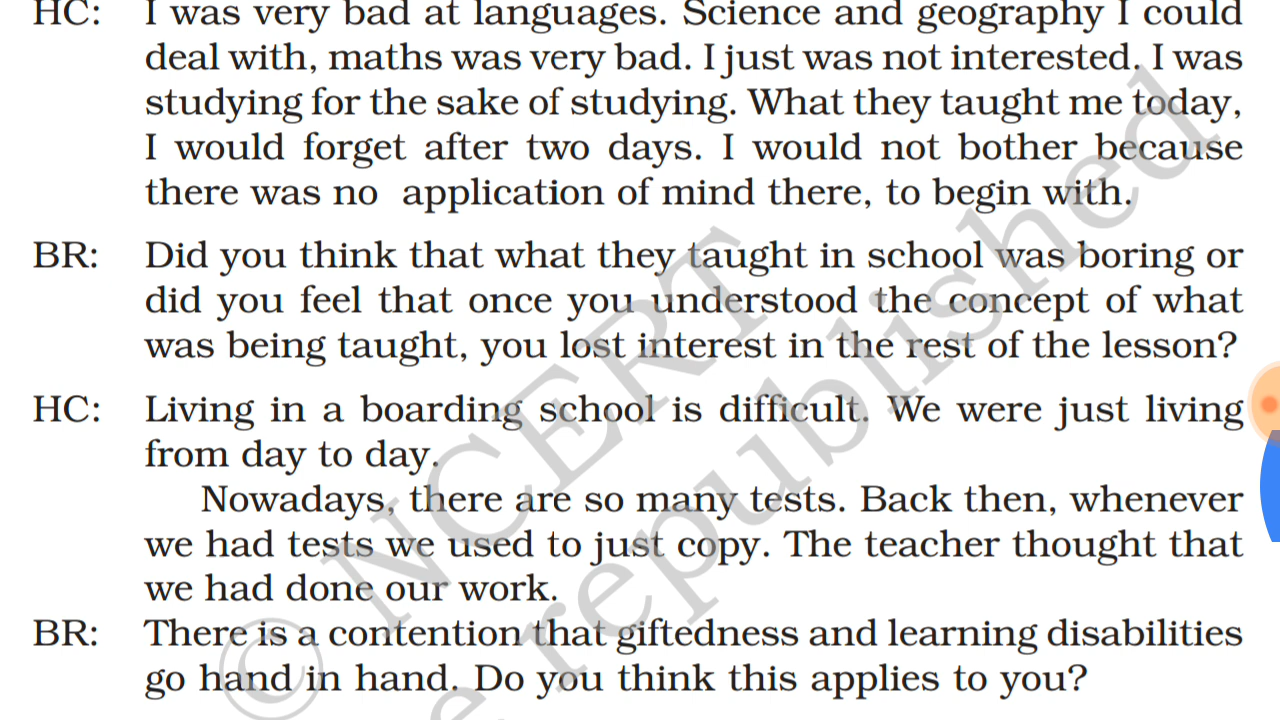 HC: I was very bad at languages. Science and geography I could
deal with, maths was very bad. I just was not interested. I was
studying for the sake of studying. What they taught me today,
I would forget after two days. I would not bother because
there was no application of mind there, to begin with.
BR: Did you think that what they taught in school was boring or
did you feel that once you understood the concept of what
was being taught, you lost interest in the rest of the lesson?
HC: Living in a boarding school is difficult. We were just living
from day to day.
Nowadays, there are so many tests. Back then, whenever
we had tests we used to just copy. The teacher thought that
we had done our work.
BR: There is a contention that giftedness and learning disabilities
go hand in hand. Do you think this applies to you?
© NCERT
republished